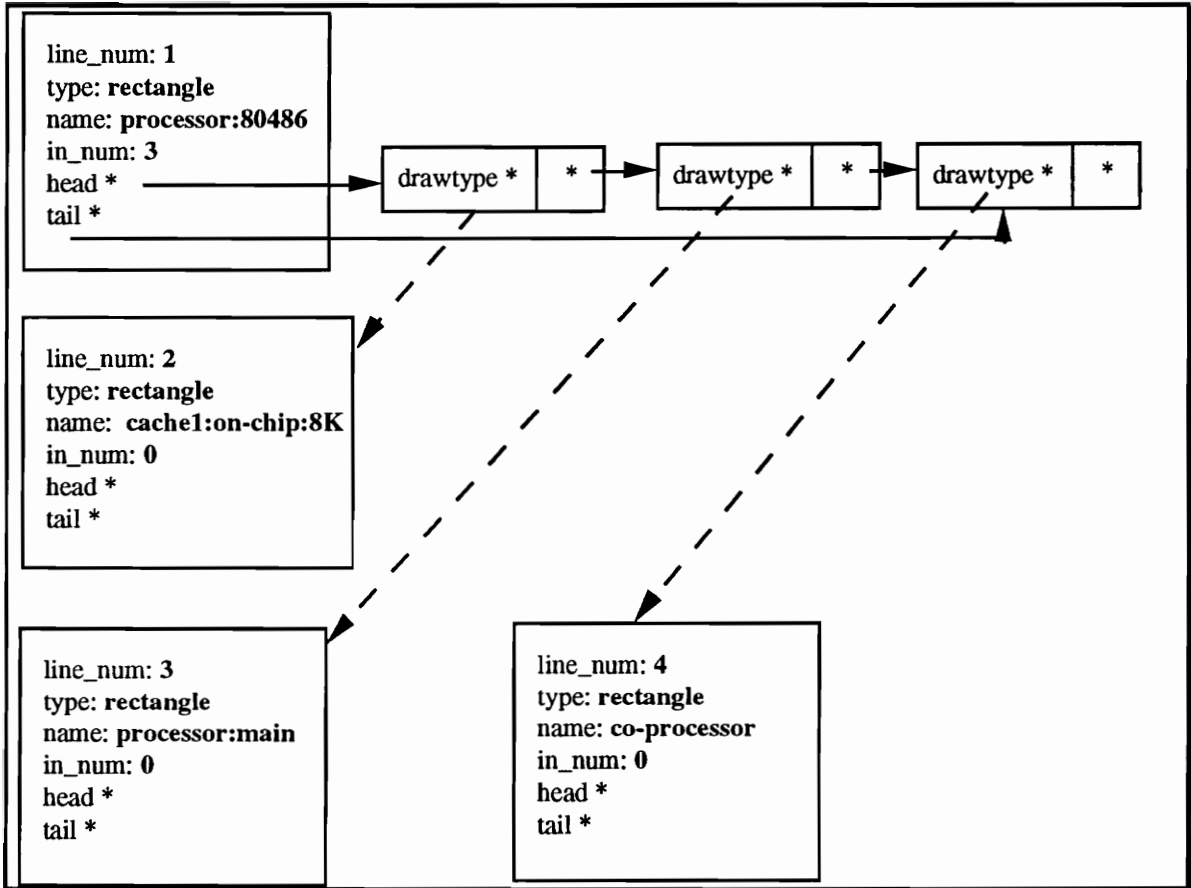 line_num: 1
type: rectangle
name: processor:80486
in_num: 3
head *
tail *
drawtype * *
drawtype * *
drawtype * *
line_num: 2
type: rectangle
name: cache1:on-chip:8K
in_num: 0
head *
tail *
line_num: 3
type: rectangle
name: processor:main
in_num: 0
head *
tail *
line_num: 4
type: rectangle
name: co-processor
in_num: 0
head *
tail *